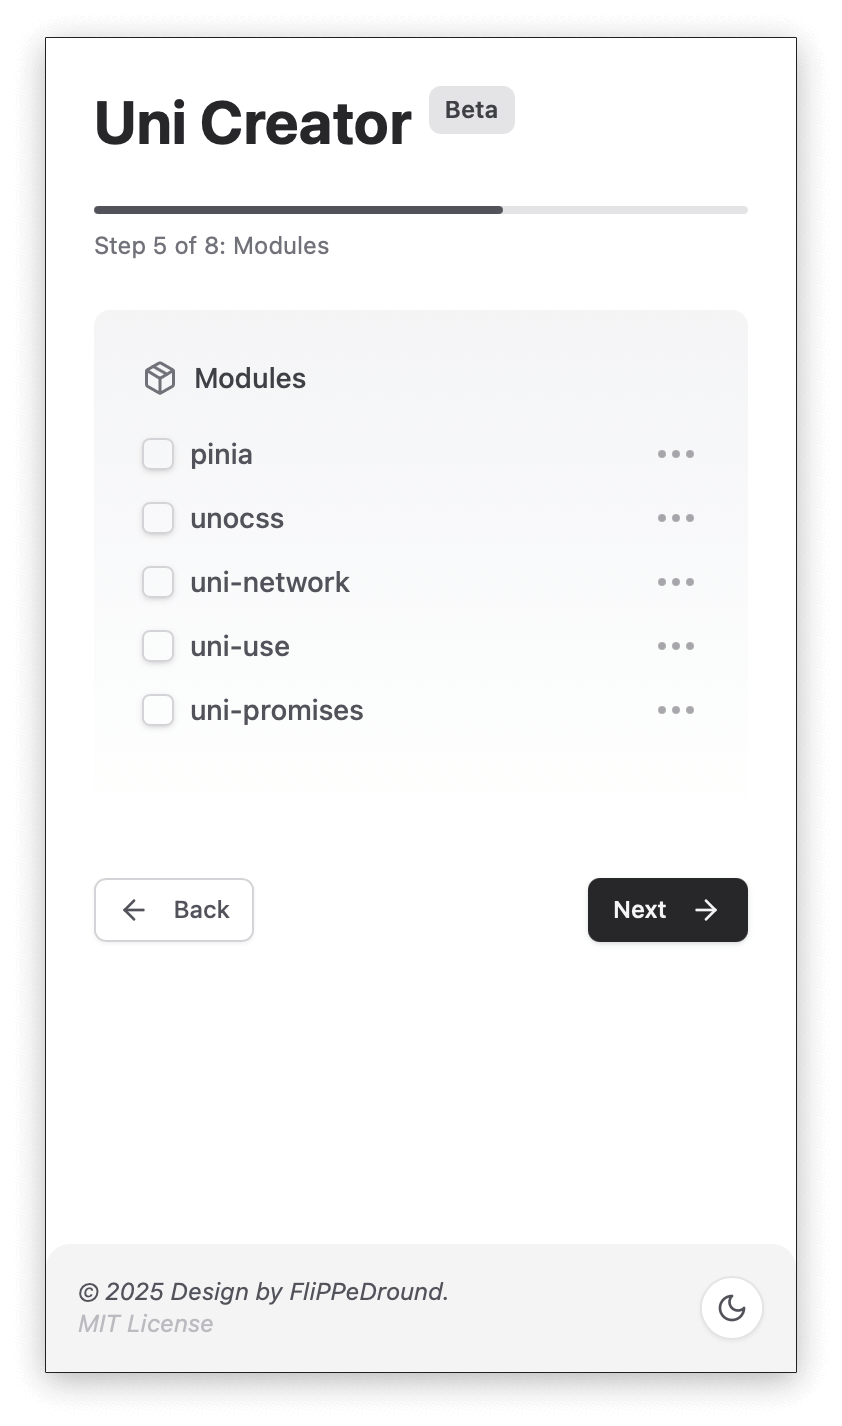 Uni Creator Beta
Step 5 of 8: Modules
Modules
pinia
unocss
uni-network
uni-use
uni-promises
Back
Next
© 2025 Design by FliPPeDround.
MIT License